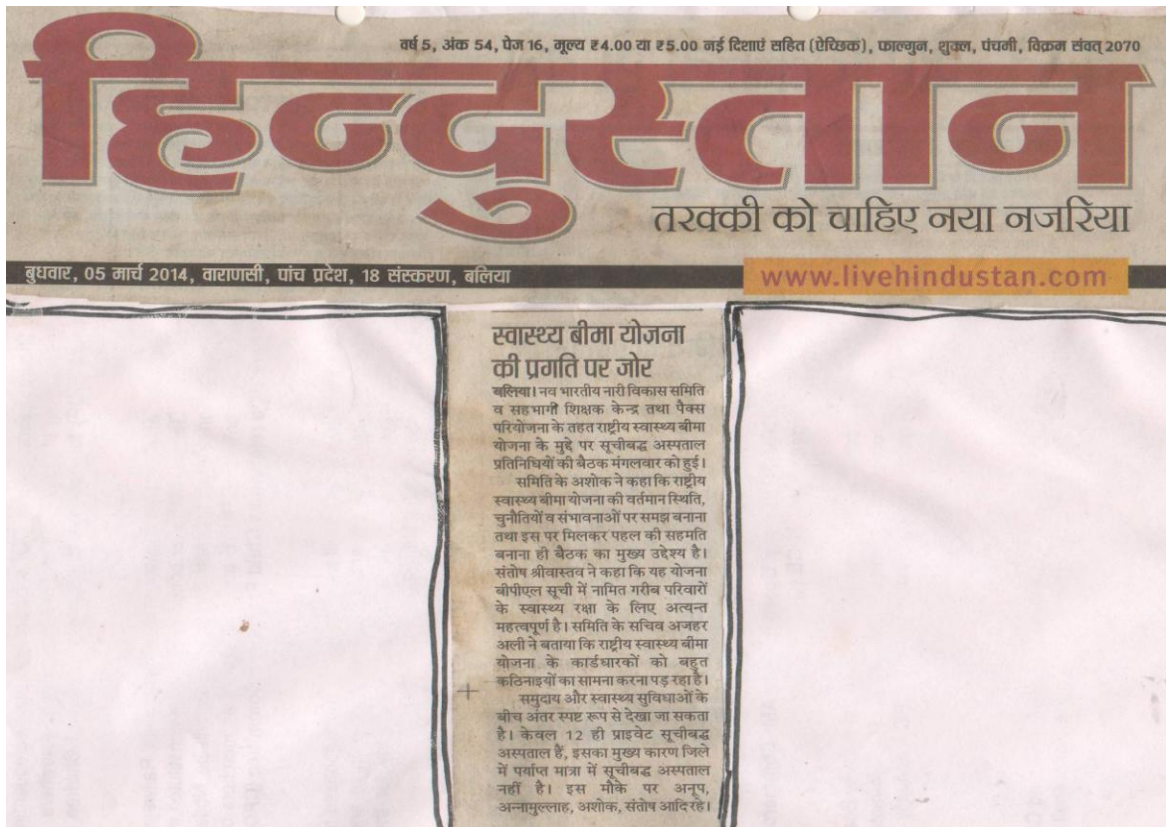 वर्ष 5, अंक 54, पेज 16, मूल्य ₹4.00 या ₹5.00 नई दिशाएं सहित (ऐच्छिक), फाल्गुन, शुक्ल, पंचमी, विक्रम संवत् 2070
हिन्दुस्तान
तरक्की को चाहिए नया नजरिया
बुधवार, 05 मार्च 2014, वाराणसी, पांच प्रदेश, 18 संस्करण, बलिया
www.livehindustan.com
स्वास्थ्य बीमा योजना
की प्रगति पर जोर
बलिया। नव भारतीय नारी विकास समिति
व सहभागी शिक्षक केन्द्र तथा पैक्स
परियोजना के तहत राष्ट्रीय स्वास्थ्य बीमा
योजना के मुद्दे पर सूचीबद्ध अस्पताल
प्रतिनिधियों की बैठक मंगलवार को हुई।
समिति के अशोक ने कहा कि राष्ट्रीय
स्वास्थ्य बीमा योजना की वर्तमान स्थिति,
चुनौतियों व संभावनाओं पर समझ बनाना
तथा इस पर मिलकर पहल की सहमति
बनाना ही बैठक का मुख्य उद्देश्य है।
संतोष श्रीवास्तव ने कहा कि यह योजना
बीपीएल सूची में नामित गरीब परिवारों
के स्वास्थ्य रक्षा के लिए अत्यन्त
महत्वपूर्ण है। समिति के सचिव अजहर
अली ने बताया कि राष्ट्रीय स्वास्थ्य बीमा
योजना के कार्डधारकों को बहुत
कठिनाइयों का सामना करना पड़ रहा है।
समुदाय और स्वास्थ्य सुविधाओं के
बीच अंतर स्पष्ट रूप से देखा जा सकता
है। केवल 12 ही प्राइवेट सूचीबद्ध
अस्पताल हैं, इसका मुख्य कारण जिले
में पर्याप्त मात्रा में सूचीबद्ध अस्पताल
नहीं है। इस मौके पर अनूप,
अन्नामुल्लाह, अशोक, संतोष आदि रहे।